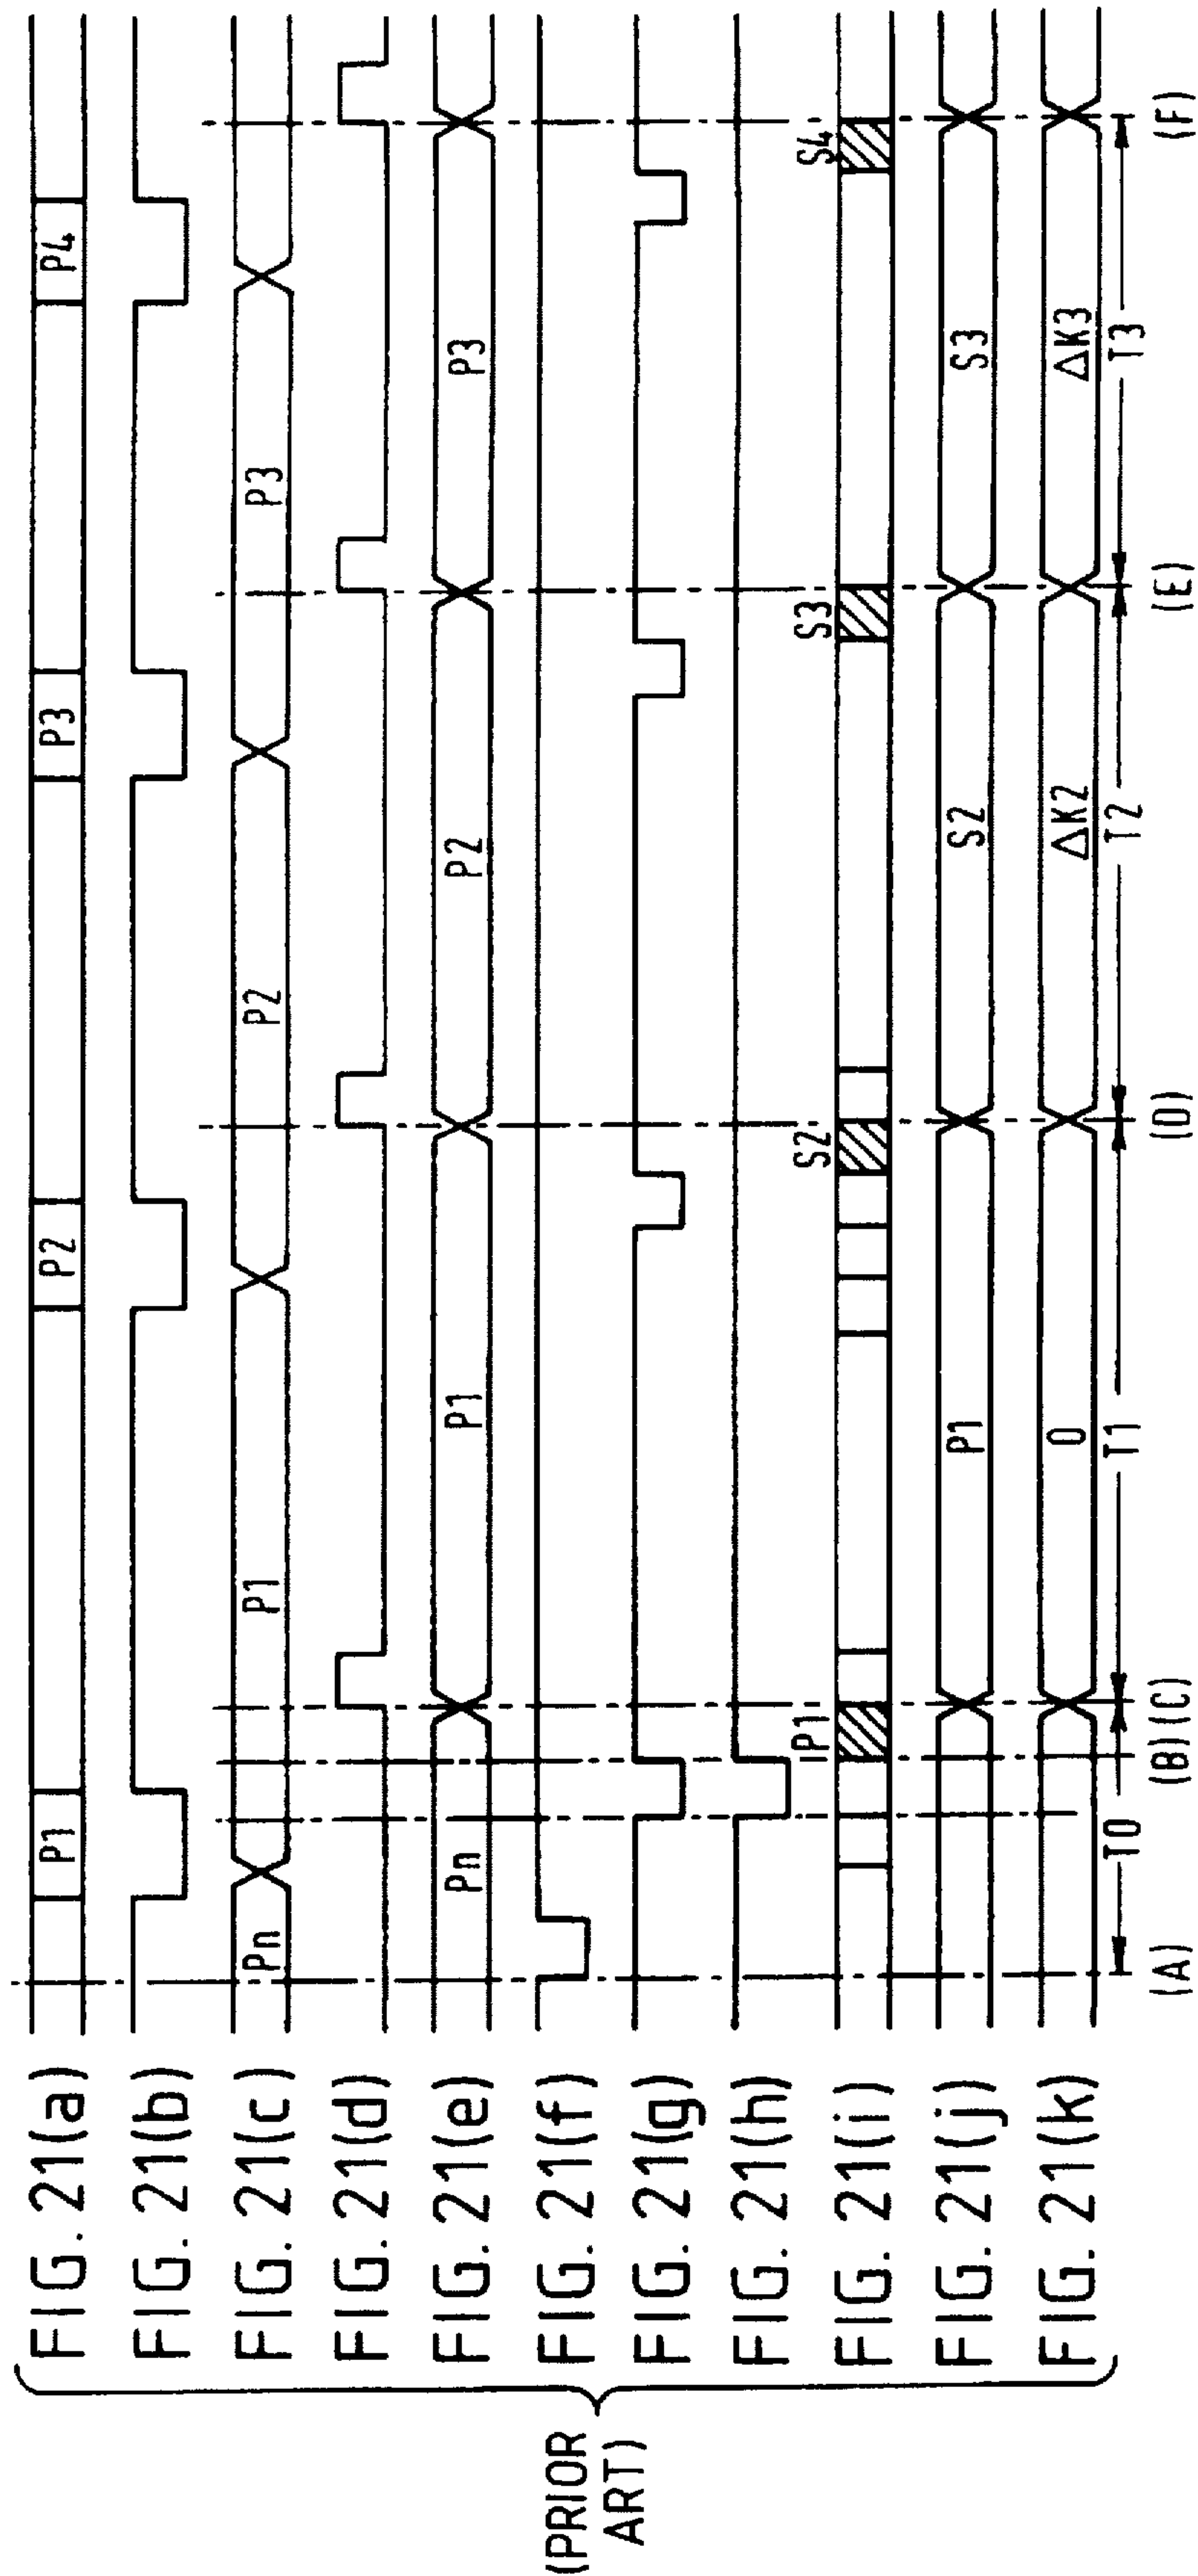 (PRIOR
ART)
FIG. 21(a)
P1
P2
P3
P4
FIG. 21(b)
FIG. 21(c)
Pn
P1
P2
P3
FIG. 21(d)
FIG. 21(e)
Pn
P1
P2
P3
FIG. 21(f)
FIG. 21(g)
FIG. 21(h)
FIG. 21(i)
P1
S2
S3
S4
FIG. 21(j)
P1
S2
S3
FIG. 21(k)
0
ΔK2
ΔK3
T0
T1
T2
T3
(A)
(B)
(C)
(D)
(E)
(F)